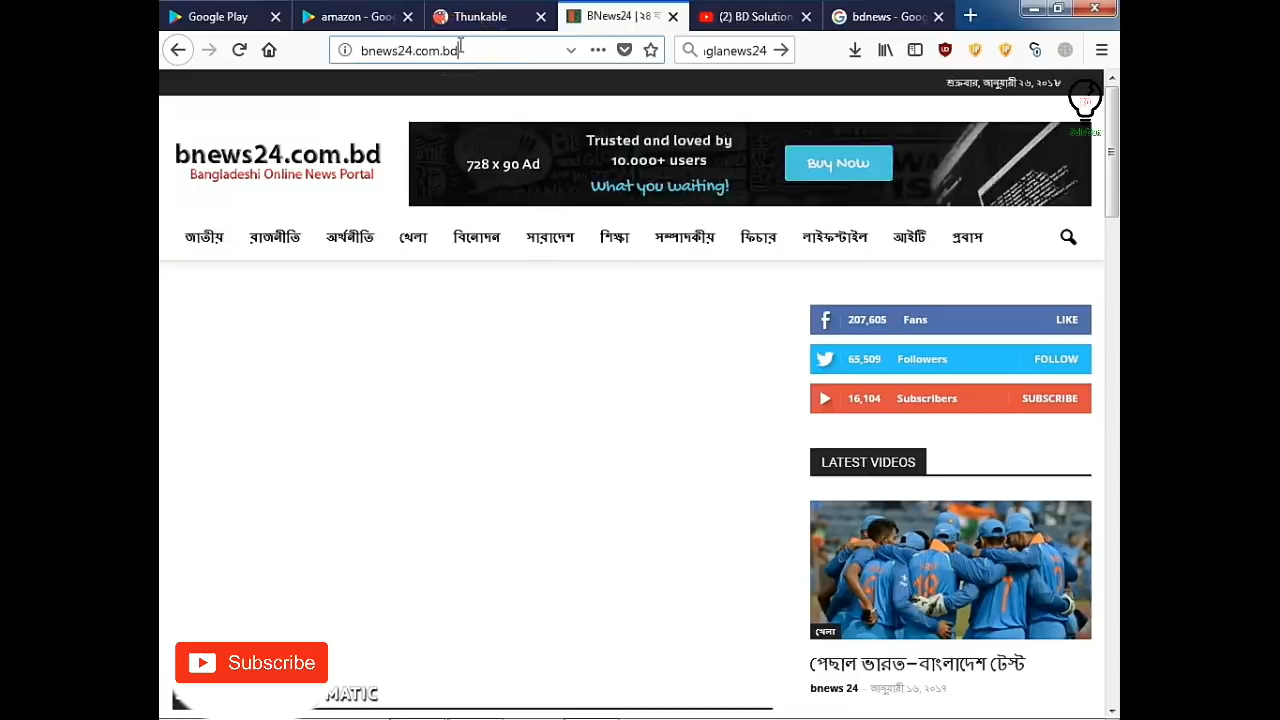 Google Play
amazon - Goo
Thunkable
BNews24 | ২৪ ঘ
(2) BD Solution
bdnews - Goog
bnews24.com.bd
glanews24
শুক্রবার, জানুয়ারী ২৬, ২০১৮
bnews24.com.bd
Bangladeshi Online News Portal
728 x 90 Ad
Trusted and loved by
10.000+ users
What you waiting!
Buy Now
জাতীয় রাজনীতি অর্থনীতি খেলা বিনোদন সারাদেশ শিক্ষা সম্পাদকীয় ফিচার লাইফস্টাইল আইটি প্রবাস
207,605 Fans LIKE
65,509 Followers FOLLOW
16,104 Subscribers SUBSCRIBE
LATEST VIDEOS
খেলা
পেছাল ভারত–বাংলাদেশ টেস্ট
bnews 24 - জানুয়ারী ১৬, ২০১৭
Subscribe
MATIC